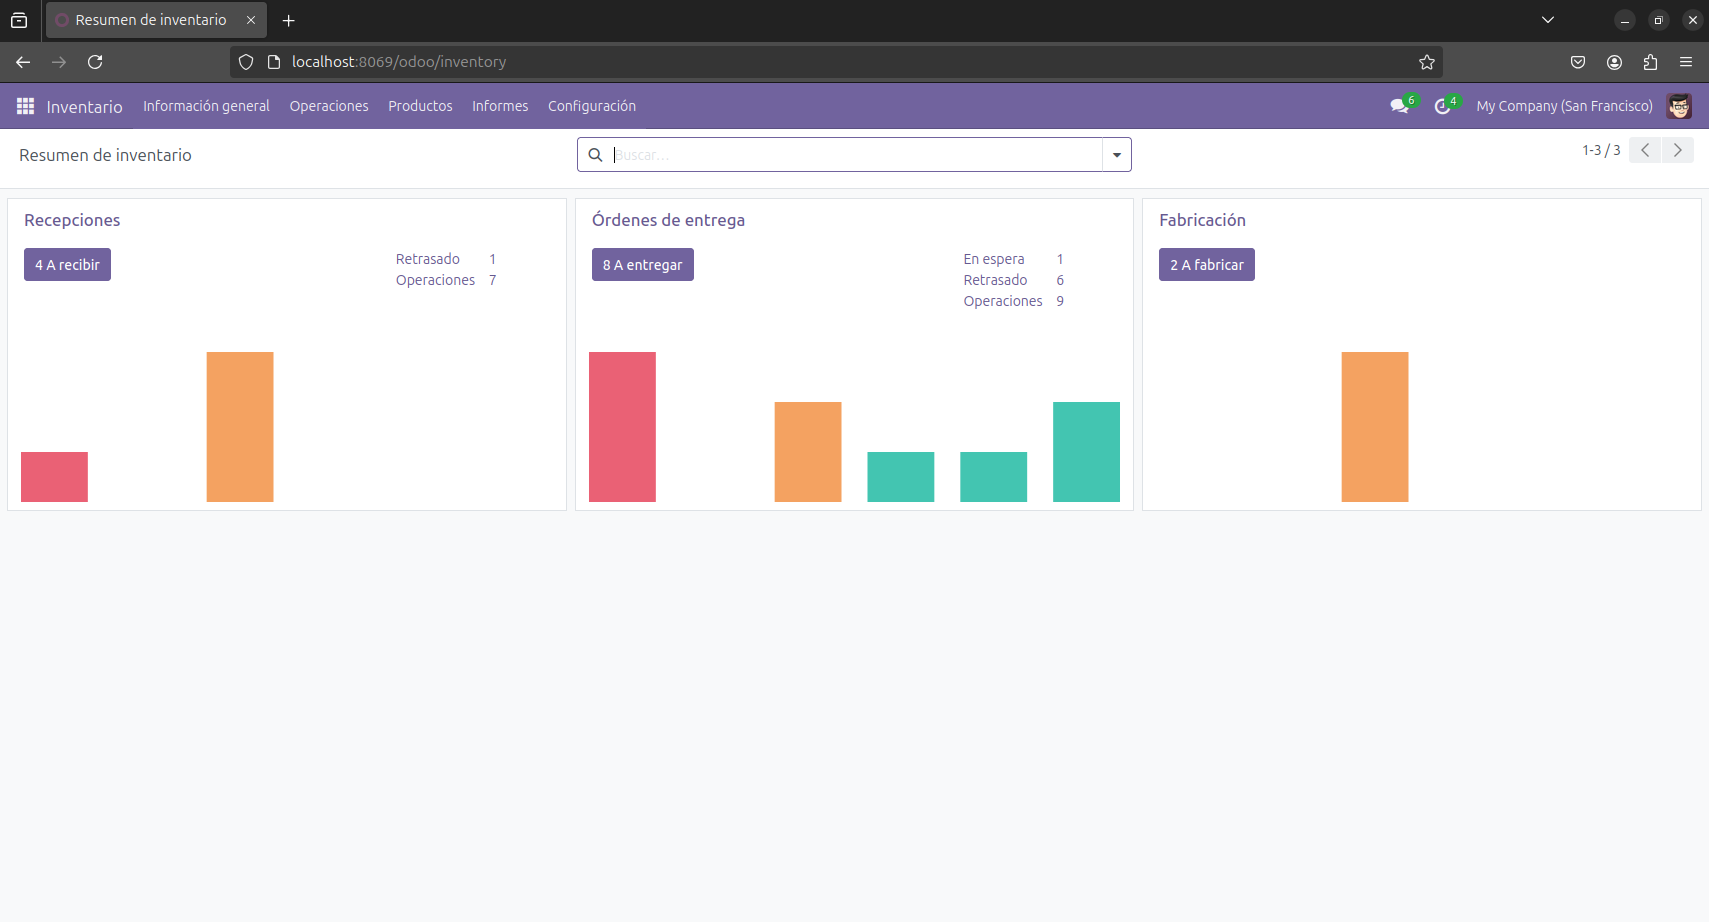 Resumen de inventario
localhost:8069/odoo/inventory
Inventario Información general Operaciones Productos Informes Configuración 6 4 My Company (San Francisco)
Resumen de inventario Buscar... 1-3 / 3
Recepciones
4 A recibir
Retrasado 1
Operaciones 7
Órdenes de entrega
8 A entregar
En espera 1
Retrasado 6
Operaciones 9
Fabricación
2 A fabricar